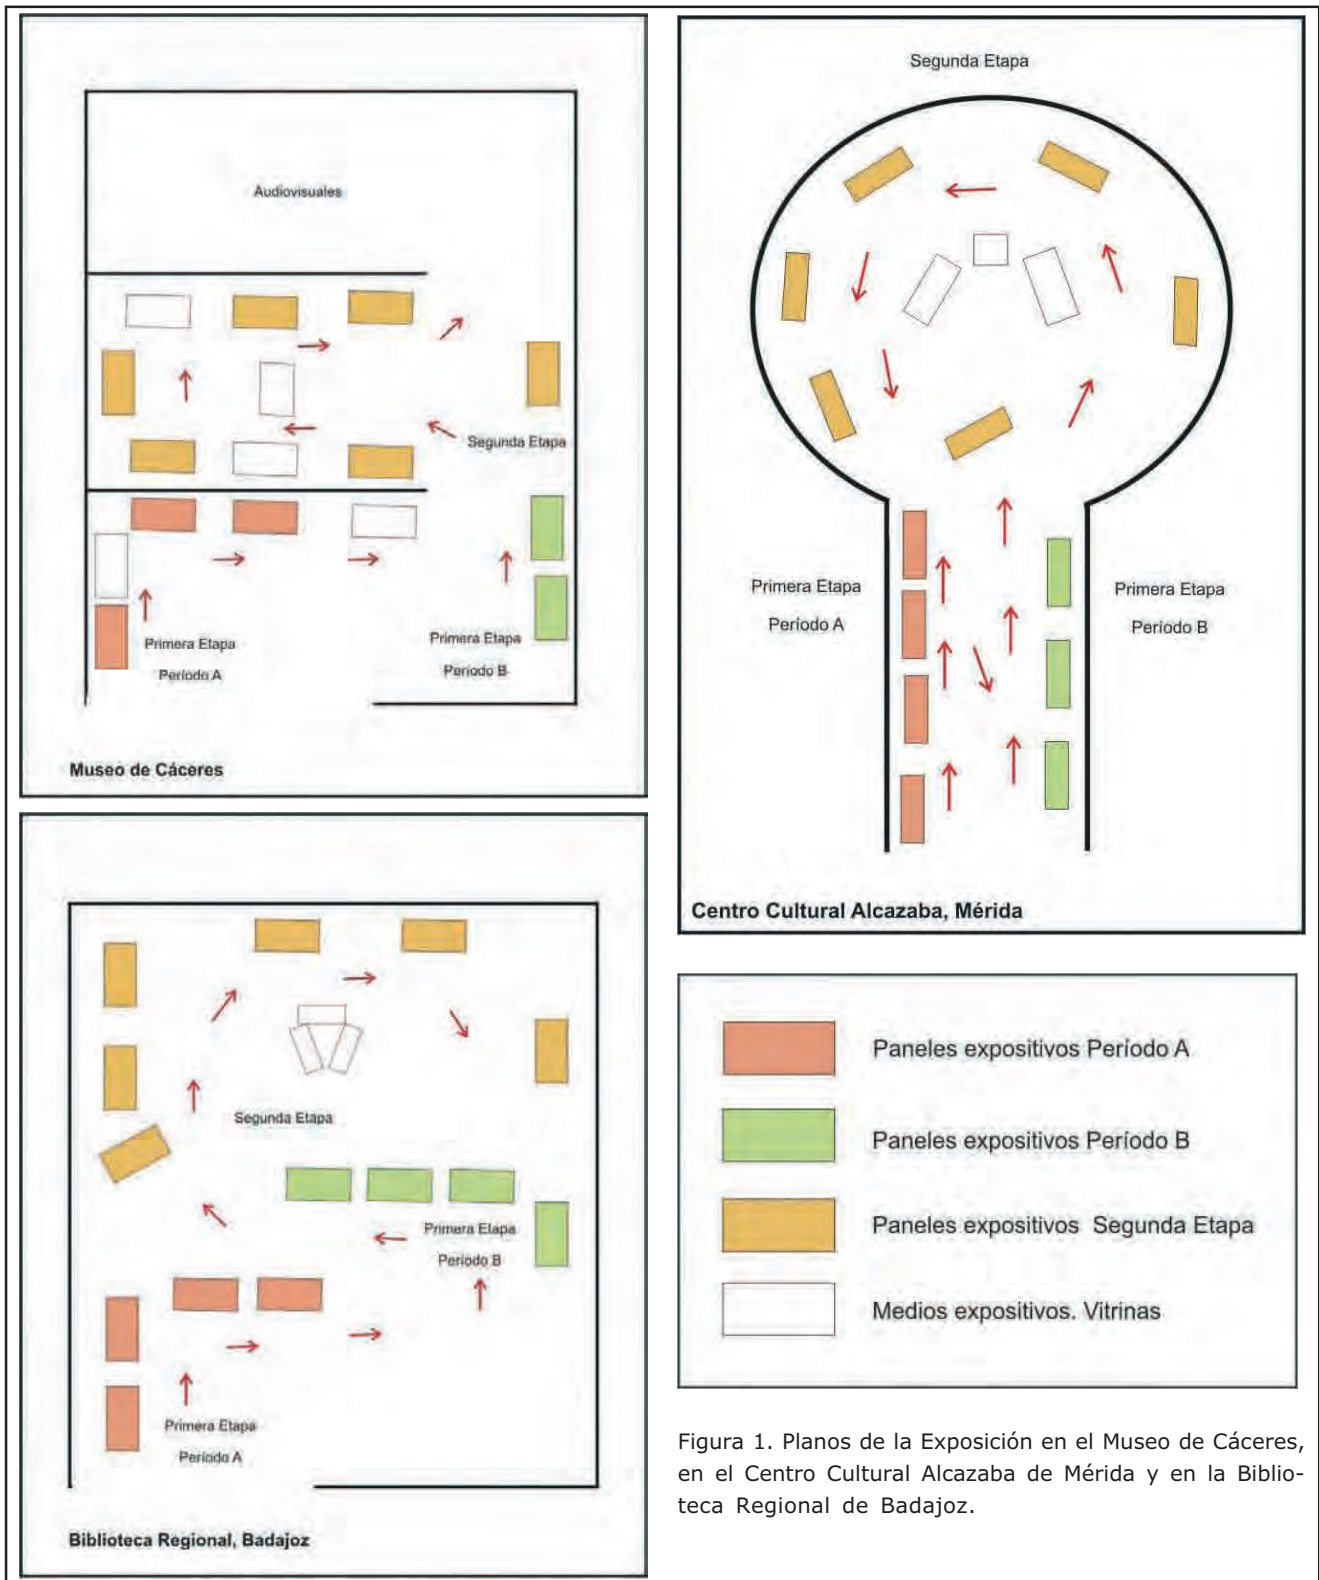 Audiovisuales
Segunda Etapa
Primera Etapa
Período A
Primera Etapa
Período B
Museo de Cáceres
Segunda Etapa
Primera Etapa
Período A
Primera Etapa
Período B
Centro Cultural Alcazaba, Mérida
Segunda Etapa
Primera Etapa
Período B
Primera Etapa
Período A
Biblioteca Regional, Badajoz
Paneles expositivos Período A
Paneles expositivos Período B
Paneles expositivos Segunda Etapa
Medios expositivos. Vitrinas
Figura 1. Planos de la Exposición en el Museo de Cáceres,
en el Centro Cultural Alcazaba de Mérida y en la Biblio-
teca Regional de Badajoz.